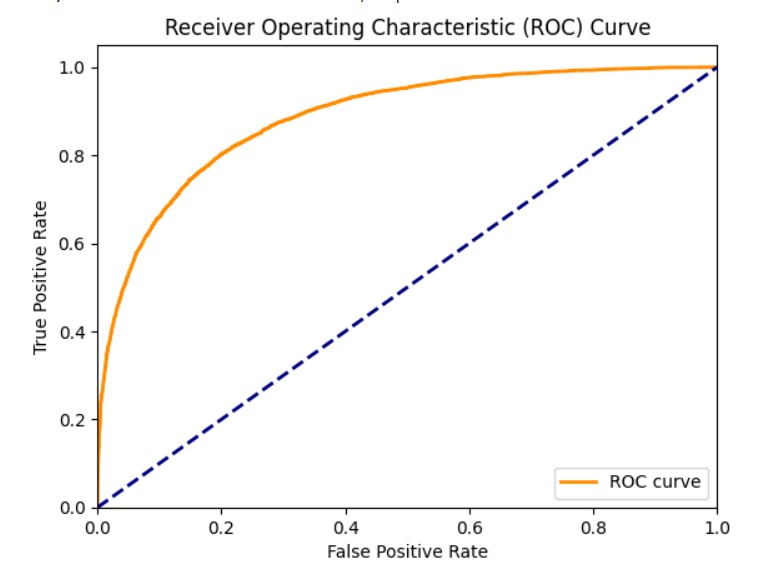 Receiver Operating Characteristic (ROC) Curve
1.0
0.8
0.6
0.4
0.2
0.0
True Positive Rate
ROC curve
0.0 0.2 0.4 0.6 0.8 1.0
False Positive Rate